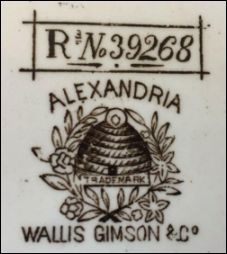 Rᵈ No 39268
ALEXANDRIA
TRADEMARK
WALLIS GIMSON & Cº